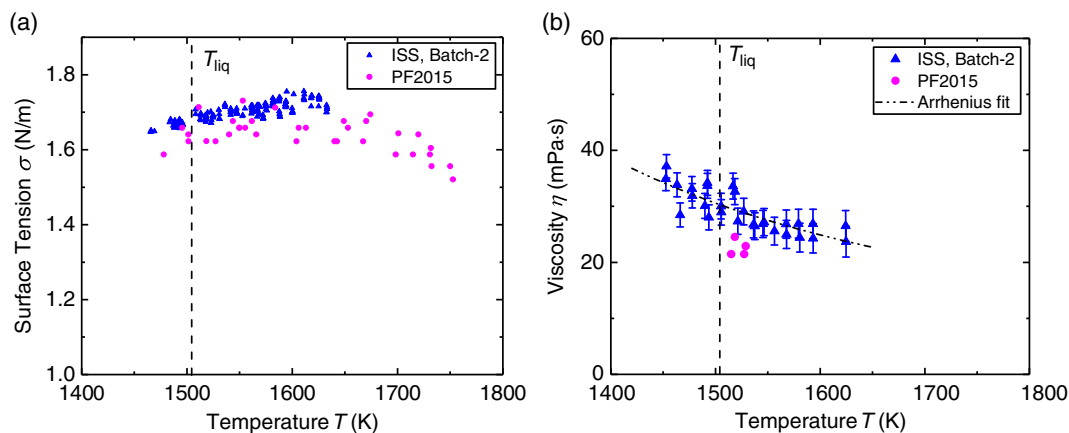 (a)
Surface Tension σ (N/m)
2.0
1.8
1.6
1.4
1.2
1.0
T_liq
ISS, Batch-2
PF2015
1400 1500 1600 1700 1800
Temperature T (K)
(b)
Viscosity η (mPa·s)
60
40
20
0
T_liq
ISS, Batch-2
PF2015
Arrhenius fit
1400 1500 1600 1700 1800
Temperature T (K)